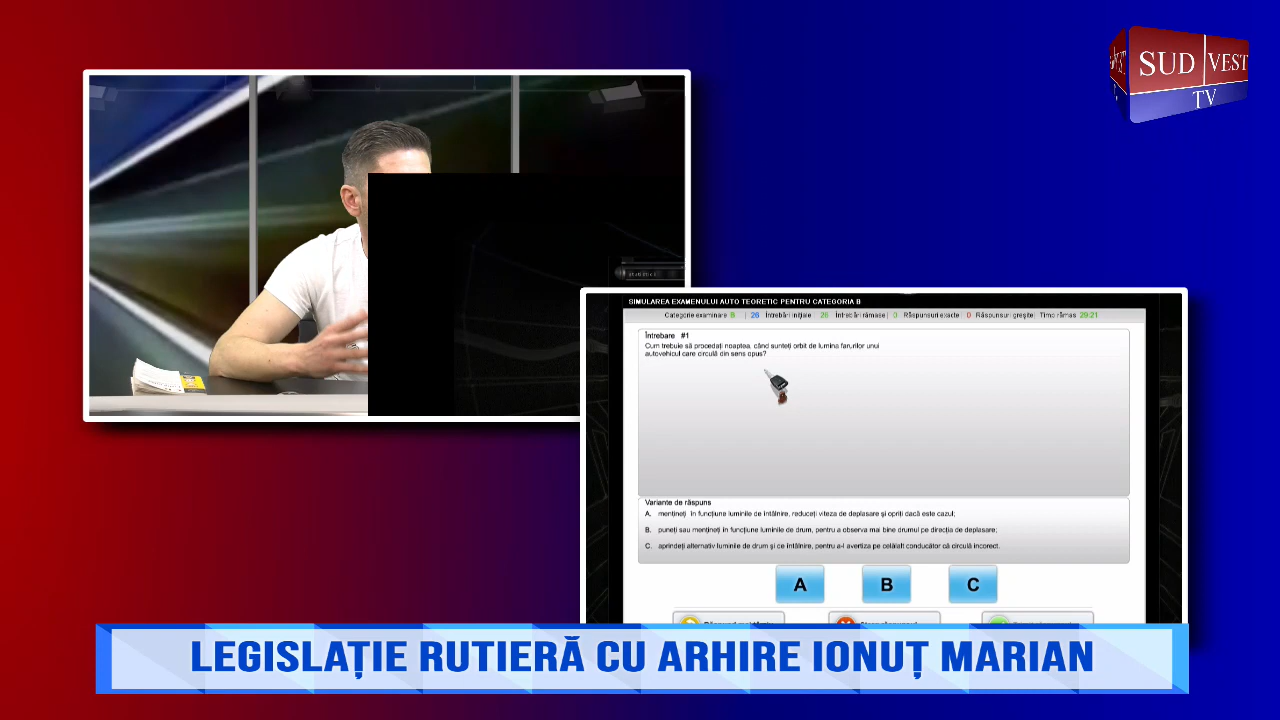 SUD VEST
TV
SIMULAREA EXAMENULUI AUTO TEORETIC PENTRU CATEGORIA B
Categorie examinare B | 26 Întrebări inițiale | 26 Întrebări rămase | 0 Răspunsuri exacte | 0 Răspunsuri greșite | Timp rămas 29:21
Întrebare #1
Cum trebuie să procedați noaptea, când sunteți orbit de lumina farurilor unui
autovehicul care circulă din sens opus?
Variante de răspuns
A. mențineți în funcțiune luminile de întâlnire, reduceți viteza de deplasare și opriți dacă este cazul;
B. puneți sau mențineți în funcțiune luminile de drum, pentru a observa mai bine drumul pe direcția de deplasare;
C. aprindeți alternativ luminile de drum și de întâlnire, pentru a-l avertiza pe celălalt conducător că circulă incorect.
A B C
LEGISLAȚIE RUTIERĂ CU ARHIRE IONUȚ MARIAN